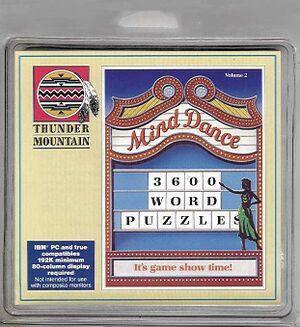 THUNDER
MOUNTAIN
Volume 2
Mind Dance
3600
WORD
PUZZLES
It's game show time!
IBM® PC and true
compatibles
192K minimum
80-column display
required
Not intended for use
with composite monitors